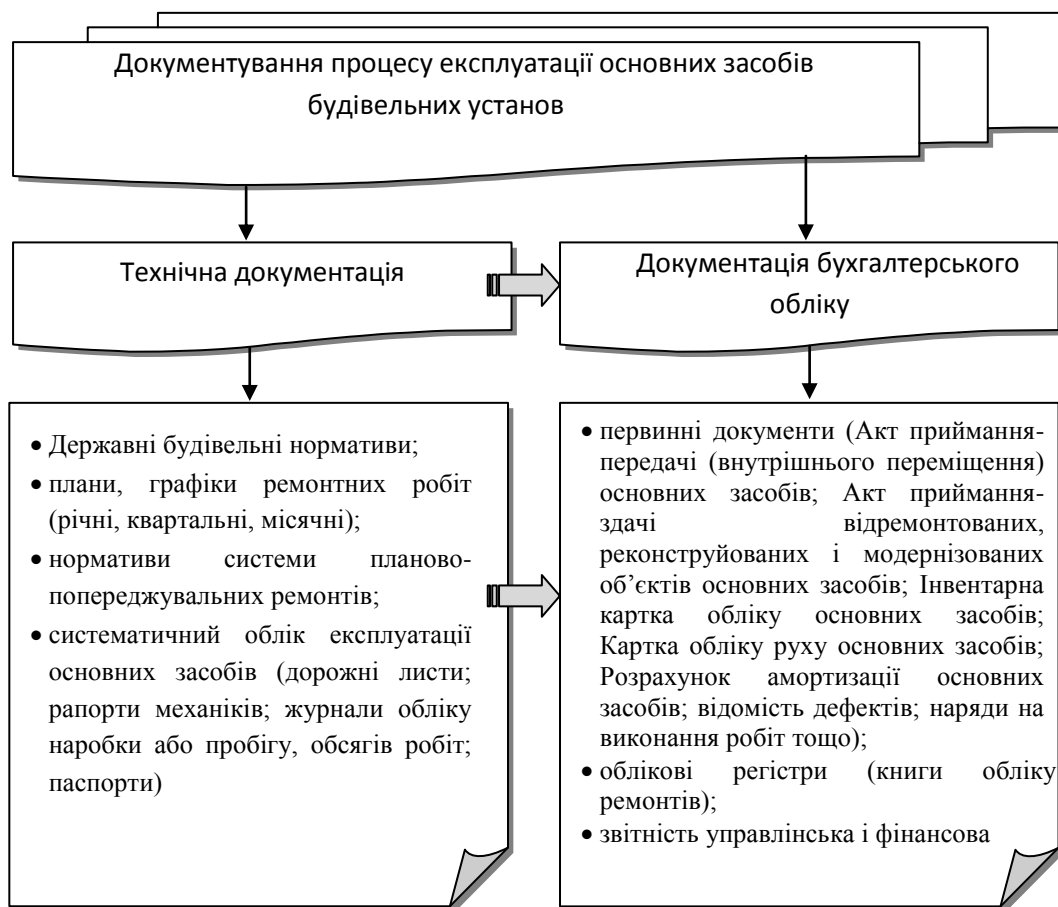 Документування процесу експлуатації основних засобів
будівельних установ
Технічна документація
Документація бухгалтерського
обліку
• Державні будівельні нормативи;
• плани, графіки ремонтних робіт
(річні, квартальні, місячні);
• нормативи системи планово-
попереджувальних ремонтів;
• систематичний облік експлуатації
основних засобів (дорожні листи;
рапорти механіків; журнали обліку
наробки або пробігу, обсягів робіт;
паспорти)
• первинні документи (Акт приймання-
передачі (внутрішнього переміщення)
основних засобів; Акт приймання-
здачі відремонтованих,
реконструйованих і модернізованих
об’єктів основних засобів; Інвентарна
картка обліку основних засобів;
Картка обліку руху основних засобів;
Розрахунок амортизації основних
засобів; відомість дефектів; наряди на
виконання робіт тощо);
• облікові регістри (книги обліку
ремонтів);
• звітність управлінська і фінансова